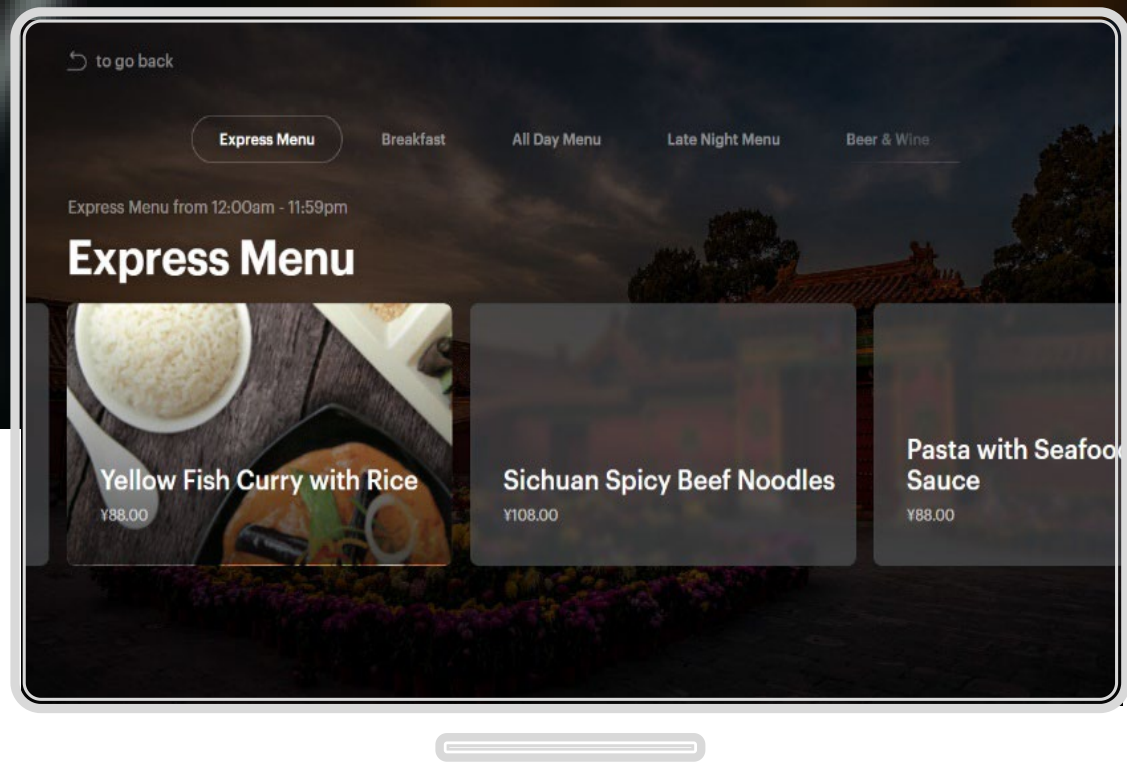 to go back
Express Menu Breakfast All Day Menu Late Night Menu Beer & Wine
Express Menu from 12:00am - 11:59pm
Express Menu
Yellow Fish Curry with Rice
¥88.00
Sichuan Spicy Beef Noodles
¥108.00
Pasta with Seafood
Sauce
¥88.00